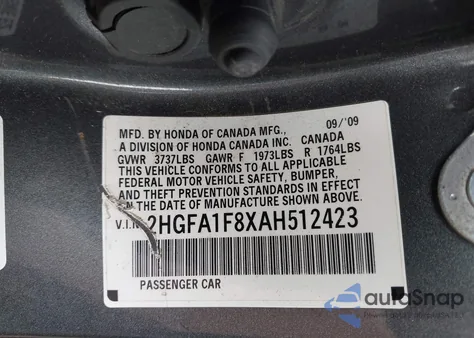 MFD. BY HONDA OF CANADA MFG., 09/'09
A DIVISION OF HONDA CANADA INC. CANADA
GVWR 3737LBS GAWR F 1973LBS R 1764LBS
THIS VEHICLE CONFORMS TO ALL APPLICABLE
FEDERAL MOTOR VEHICLE SAFETY, BUMPER,
AND THEFT PREVENTION STANDARDS IN EFFECT
ON THE DATE OF MANUFACTURE SHOWN ABOVE.
V.I.N. 2HGFA1F8XAH512423
PASSENGER CAR
autoSnap